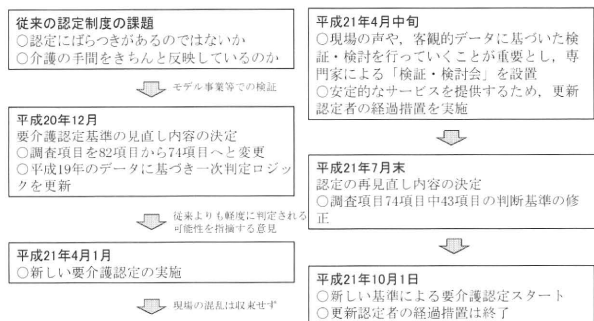 従来の認定制度の課題
○認定にばらつきがあるのではないか
○介護の手間をきちんと反映しているのか
モデル事業等での検証
平成20年12月
要介護認定基準の見直し内容の決定
○調査項目を82項目から74項目へと変更
○平成19年のデータに基づき一次判定ロジッ
クを更新
従来よりも軽度に判定される
可能性を指摘する意見
平成21年4月1日
○新しい要介護認定の実施
現場の混乱は収束せず
平成21年4月中旬
○現場の声や，客観的データに基づいた検
証・検討を行っていくことが重要とし，専
門家による「検証・検討会」を設置
○安定的なサービスを提供するため，更新
認定者の経過措置を実施
平成21年7月末
認定の再見直し内容の決定
○調査項目74項目中43項目の判断基準の修
正
平成21年10月1日
○新しい基準による要介護認定スタート
○更新認定者の経過措置は終了